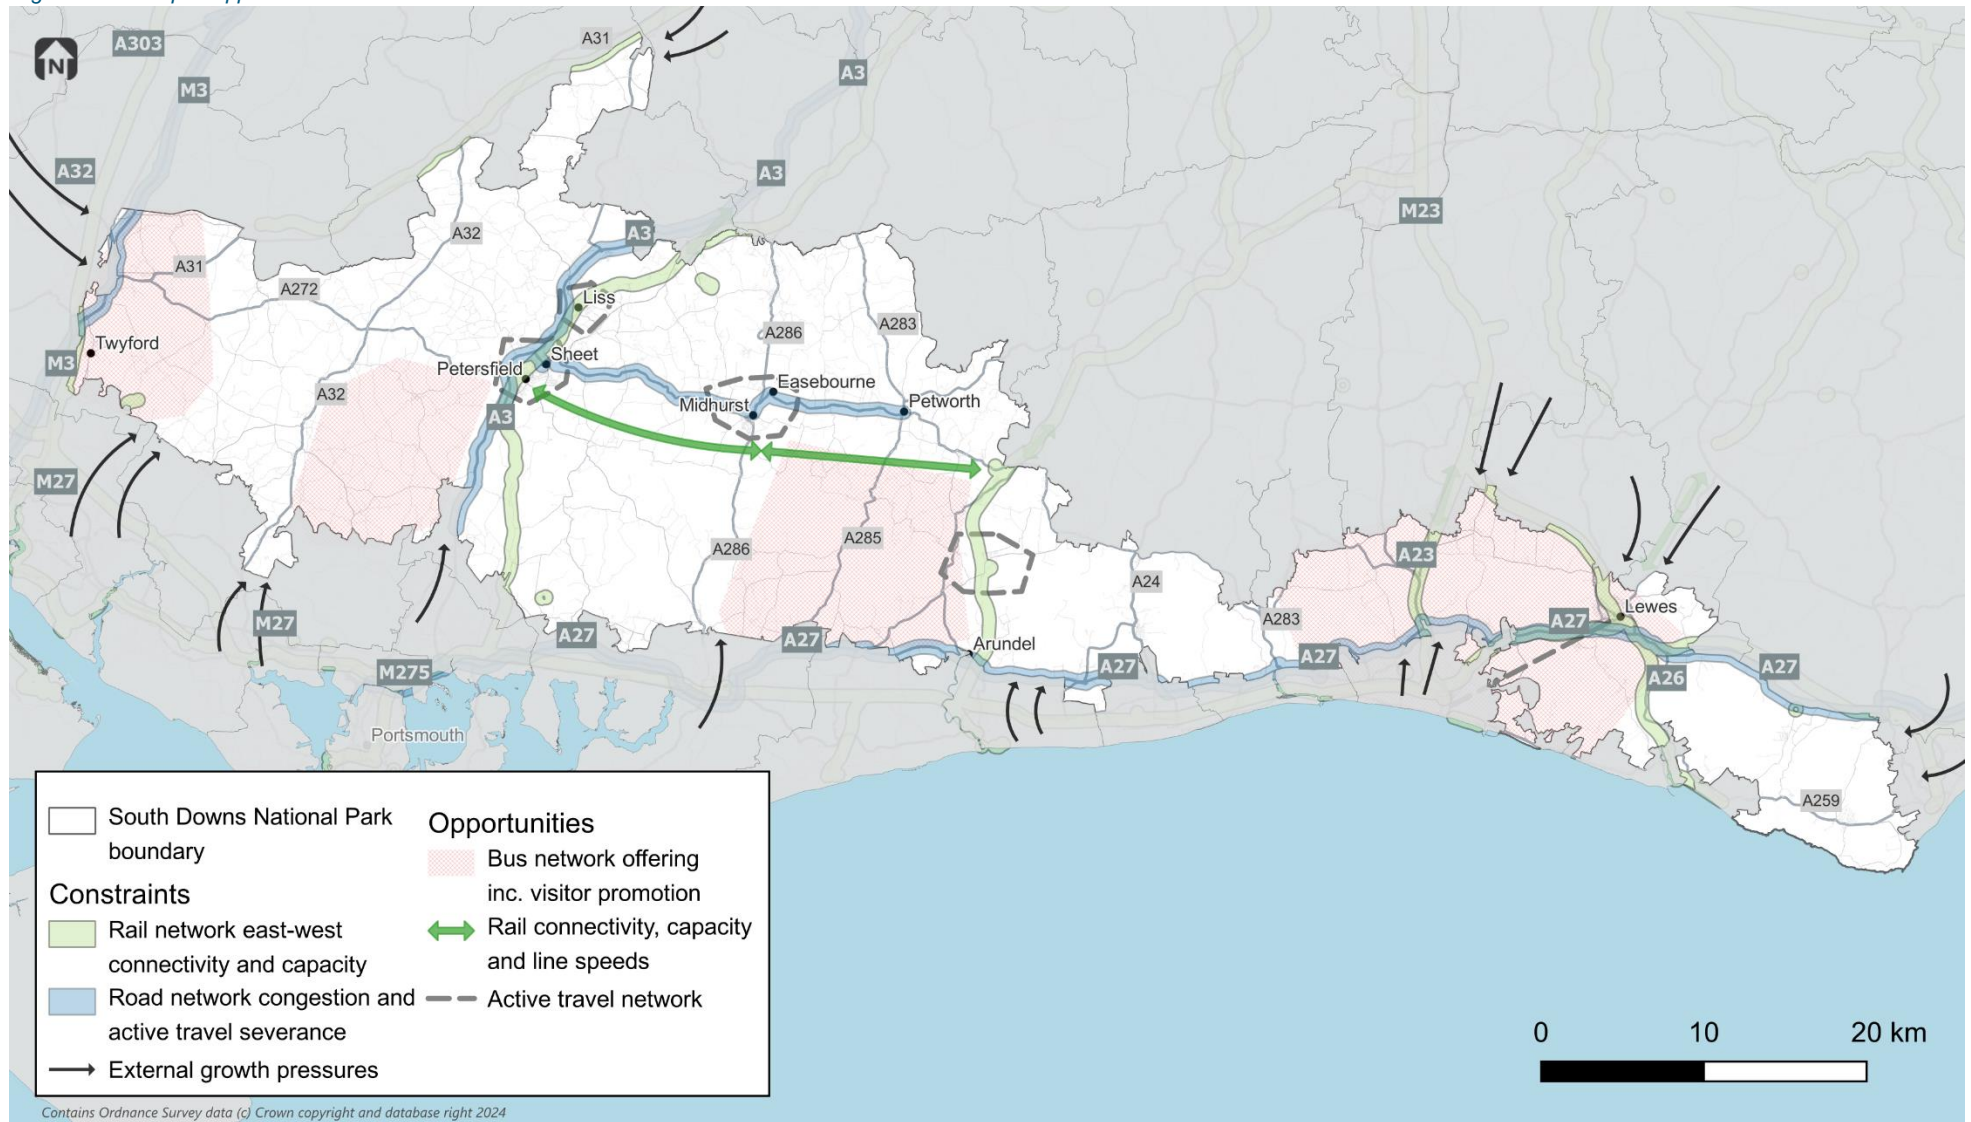 A303
A31
M3
A3
A3
A32
M23
A3
A32
A31
A272
Liss
A286
A283
Twyford
M3
Sheet
Petersfield
Easebourne
A32
Midhurst
Petworth
A3
M27
A286
A285
A23
A24
Lewes
M27
A27
A27
A283
A27
Arundel
A27
A27
A27
M275
A26
Portsmouth
A259
South Downs National Park
boundary
Constraints
Rail network east-west
connectivity and capacity
Road network congestion and
active travel severance
External growth pressures
Opportunities
Bus network offering
inc. visitor promotion
Rail connectivity, capacity
and line speeds
Active travel network
0 10 20 km
Contains Ordnance Survey data (c) Crown copyright and database right 2024
N